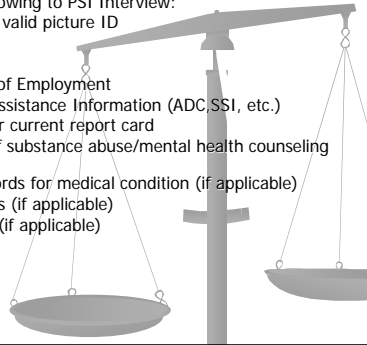 owing to PSI Interview:
valid picture ID
of Employment
ssistance Information (ADC,SSI, etc.)
r current report card
f substance abuse/mental health counseling
rds for medical condition (if applicable)
s (if applicable)
(if applicable)